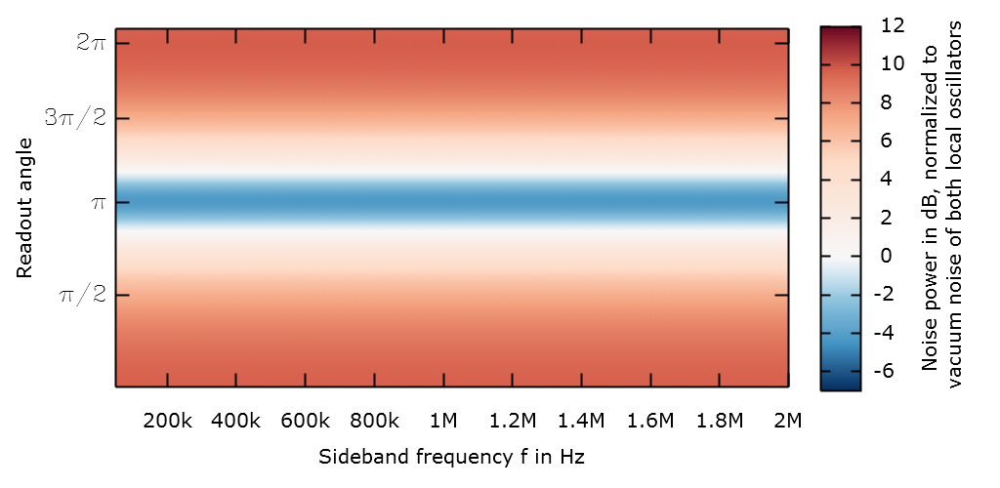 2π
3π/2
π
π/2
Readout angle
200k 400k 600k 800k 1M 1.2M 1.4M 1.6M 1.8M 2M
Sideband frequency f in Hz
12
10
8
6
4
2
0
-2
-4
-6
Noise power in dB, normalized to
vacuum noise of both local oscillators